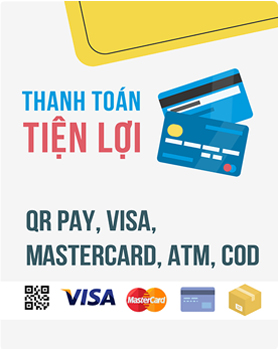 THANH TOÁN
TIỆN LỢI
QR PAY, VISA,
MASTERCARD, ATM, COD
VISA MasterCard